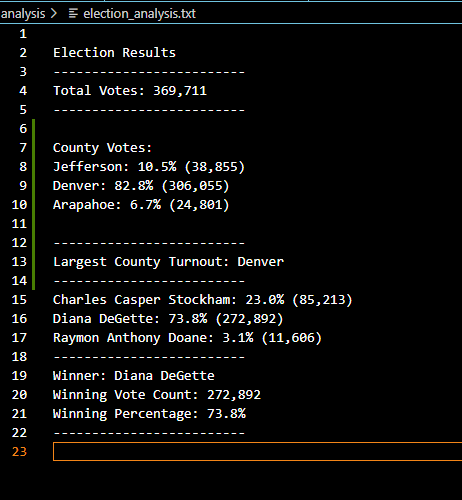 analysis > election_analysis.txt
1
2 Election Results
3 -------------------------
4 Total Votes: 369,711
5 -------------------------
6
7 County Votes:
8 Jefferson: 10.5% (38,855)
9 Denver: 82.8% (306,055)
10 Arapahoe: 6.7% (24,801)
11
12 -------------------------
13 Largest County Turnout: Denver
14 -------------------------
15 Charles Casper Stockham: 23.0% (85,213)
16 Diana DeGette: 73.8% (272,892)
17 Raymon Anthony Doane: 3.1% (11,606)
18 -------------------------
19 Winner: Diana DeGette
20 Winning Vote Count: 272,892
21 Winning Percentage: 73.8%
22 -------------------------
23